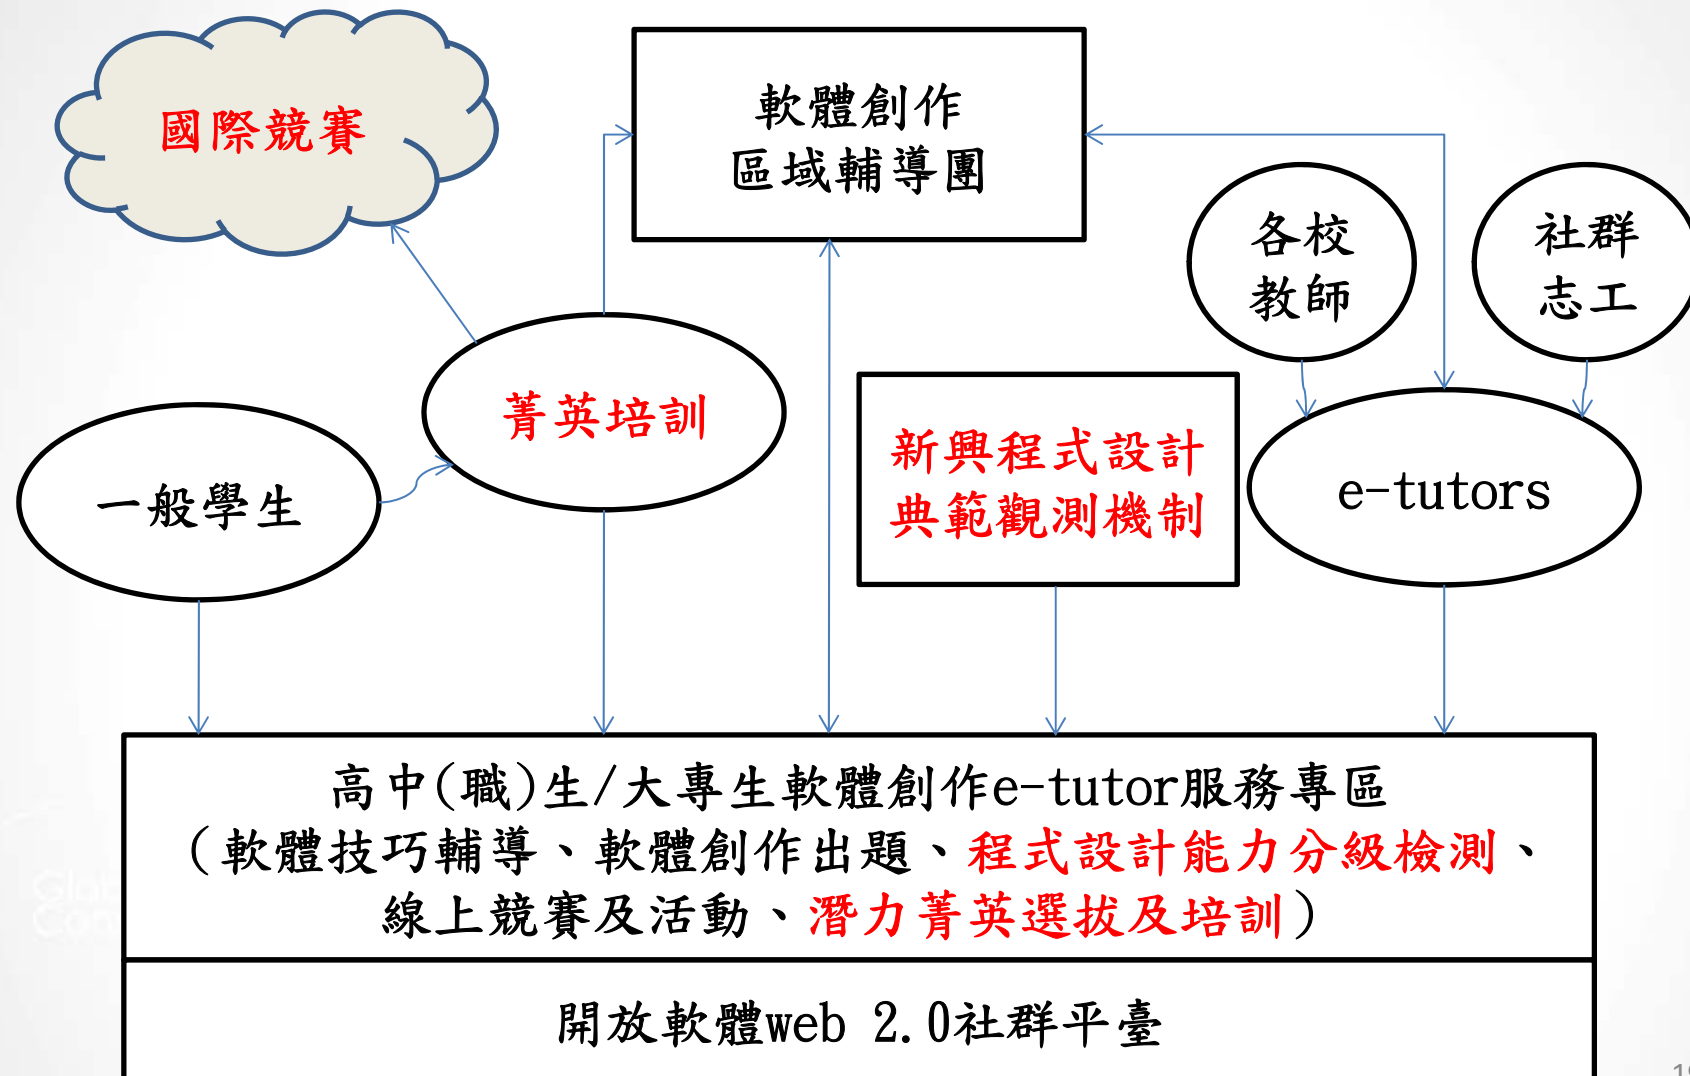 國際競賽
軟體創作
區域輔導團
各校
教師
社群
志工
菁英培訓
一般學生
新興程式設計
典範觀測機制
e-tutors
高中(職)生/大專生軟體創作e-tutor服務專區
(軟體技巧輔導、軟體創作出題、程式設計能力分級檢測、
線上競賽及活動、潛力菁英選拔及培訓)
開放軟體web 2.0社群平臺